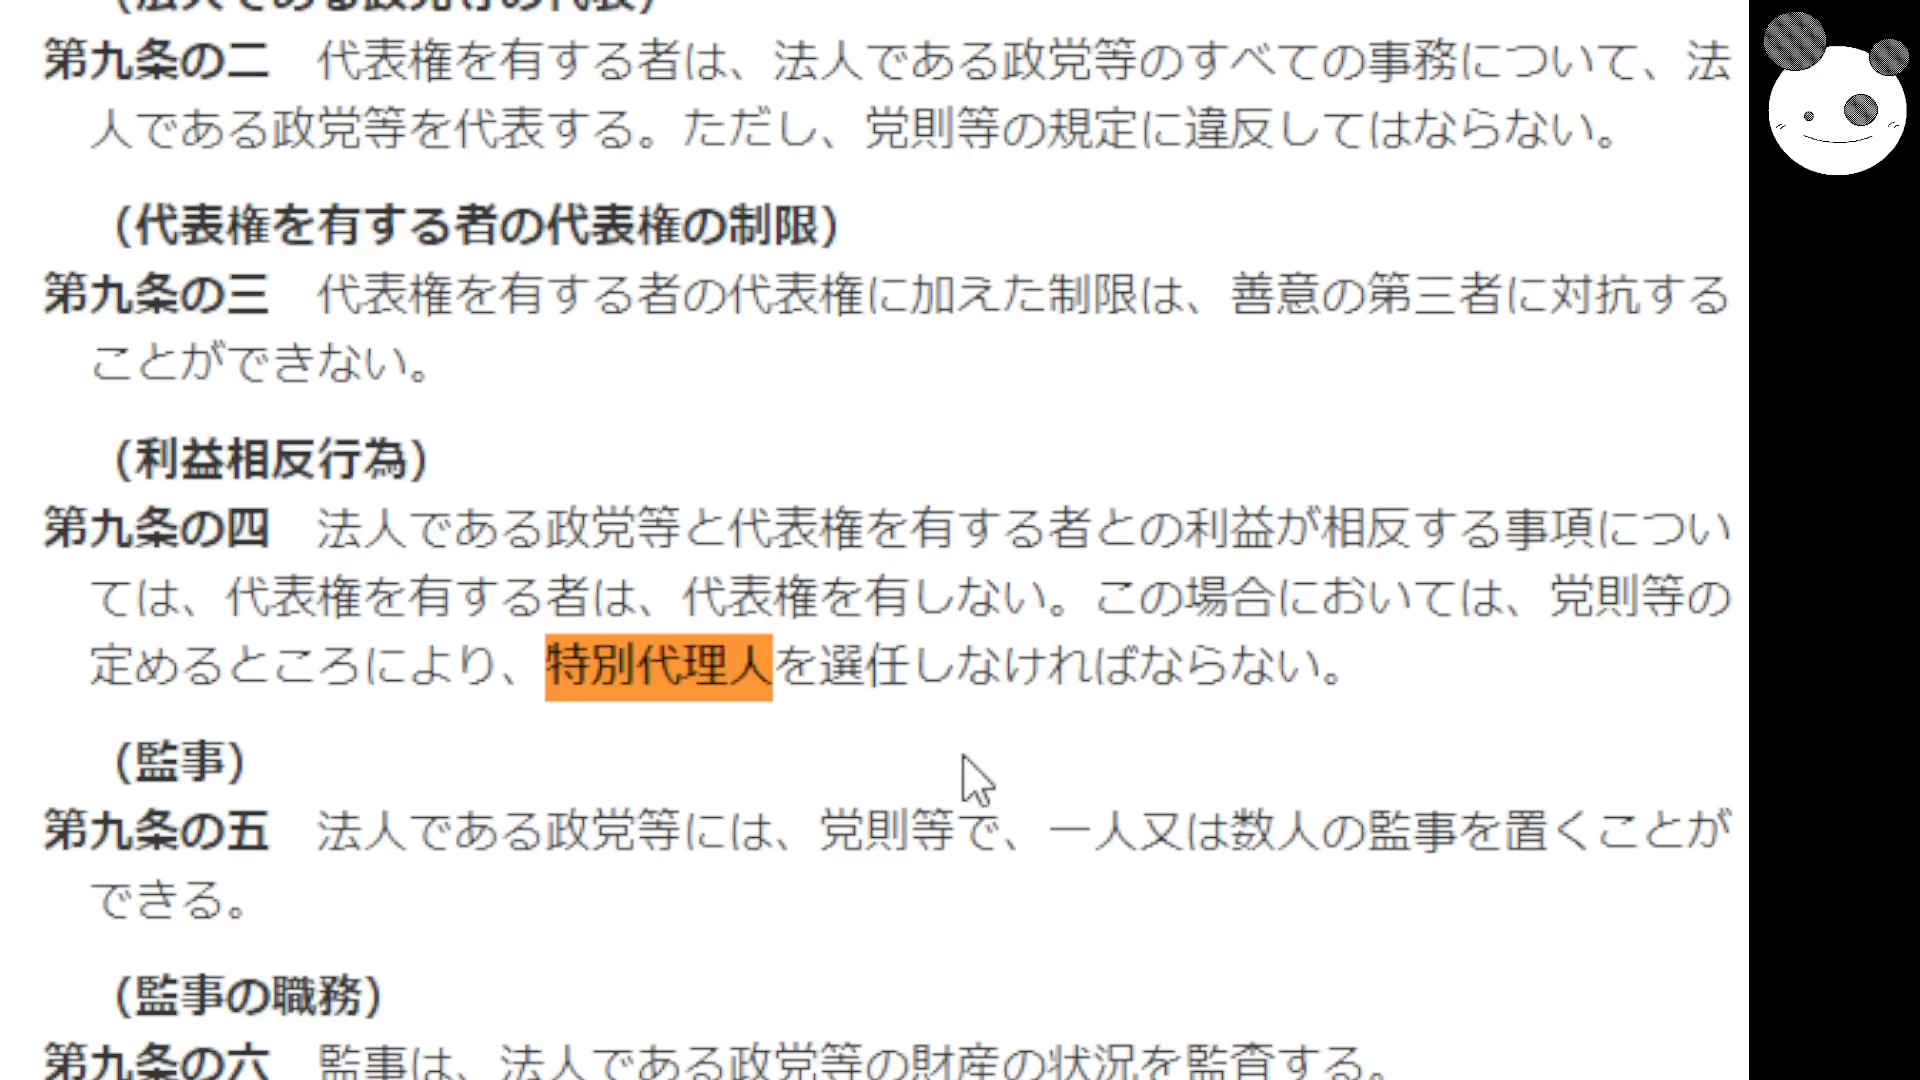 （法人である政党等の代表）
第九条の二　代表権を有する者は、法人である政党等のすべての事務について、法
人である政党等を代表する。ただし、党則等の規定に違反してはならない。
（代表権を有する者の代表権の制限）
第九条の三　代表権を有する者の代表権に加えた制限は、善意の第三者に対抗する
ことができない。
（利益相反行為）
第九条の四　法人である政党等と代表権を有する者との利益が相反する事項につい
ては、代表権を有する者は、代表権を有しない。この場合においては、党則等の
定めるところにより、特別代理人を選任しなければならない。
（監事）
第九条の五　法人である政党等には、党則等で、一人又は数人の監事を置くことが
できる。
（監事の職務）
第九条の六　監事は、法人である政党等の財産の状況を監査する。